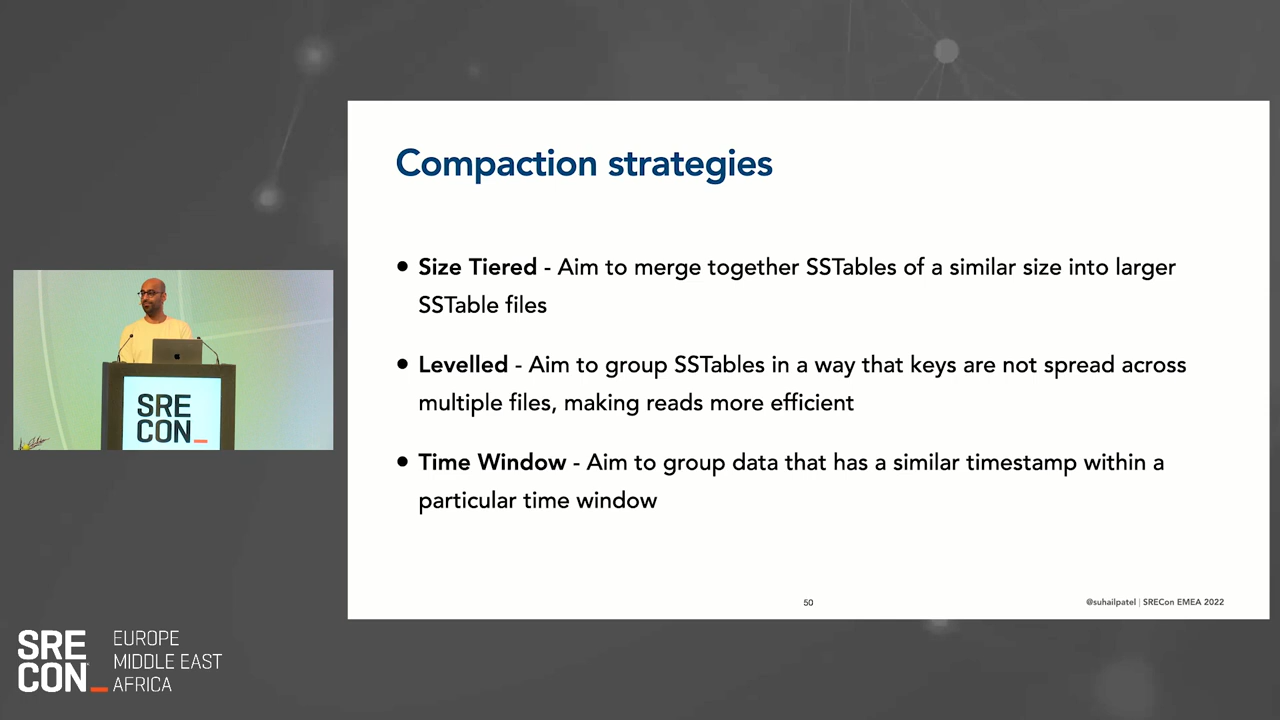 Compaction strategies
• Size Tiered - Aim to merge together SSTables of a similar size into larger
SSTable files
• Levelled - Aim to group SSTables in a way that keys are not spread across
multiple files, making reads more efficient
• Time Window - Aim to group data that has a similar timestamp within a
particular time window
50
@suhailpatel | SRECon EMEA 2022
SRE
CON_
SRE
CON_
EUROPE
MIDDLE EAST
AFRICA